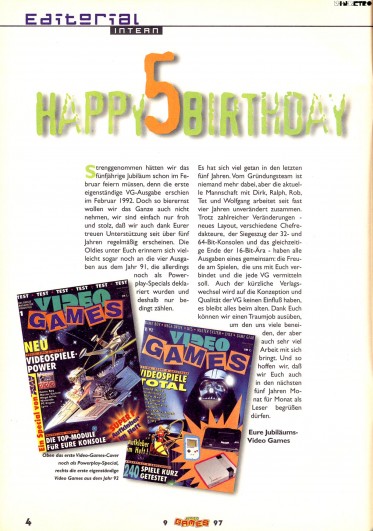 Editorial
INTERN
HAPPY 5 BIRTHDAY
Strenggenommen hätten wir das
fünfjährige Jubiläum schon im Fe-
bruar feiern müssen, denn die erste
eigenständige VG-Ausgabe erschien
im Februar 1992. Doch so bierernst
wollen wir das Ganze auch nicht
nehmen, wir sind einfach nur froh
und stolz, daß wir auch dank Eurer
treuen Unterstützung seit über fünf
Jahren regelmäßig erscheinen. Die
Oldies unter Euch erinnern sich viel-
leicht sogar noch an die vier Ausga-
ben aus dem Jahr 91, die allerdings
noch als Power-
play-Specials dekla-
riert wurden und
deshalb nur be-
dingt zählen.
Es hat sich viel getan in den letzten
fünf Jahren. Vom Gründungsteam ist
niemand mehr dabei, aber die aktuel-
le Mannschaft mit Dirk, Ralph, Rob,
Tet und Wolfgang arbeitet seit fast
vier Jahren unverändert zusammen.
Trotz zahlreicher Veränderungen -
neues Layout, verschiedene Chefre-
dakteure, der Siegeszug der 32- und
64-Bit-Konsolen und das gleichzeiti-
ge Ende der 16-Bit-Ära - haben alle
Ausgaben eines gemeinsam: die Freu-
de am Spielen, die uns mit Euch ver-
bindet und die jede VG vermitteln
soll. Auch der kürzliche Verlags-
wechsel wird auf die Konzeption und
Qualität der VG keinen Einfluß haben,
es bleibt alles beim alten. Dank Euch
können wir einen Traumjob ausüben,
um den uns viele benei-
den, der aber
auch sehr viel
Arbeit mit sich
bringt. Und so
hoffen wir, daß
wir Euch auch
in den nächsten
fünf Jahren Mo-
nat für Monat als
Leser begrüßen
dürfen.
Eure Jubiläums-
Video Games
TEST TEST TEST TEST
VIDEO
GAMES
NEU
VIDEOSPIELE-
POWER
DIE TOP-MODULE
FÜR EURE KONSOLE
VIDEO
GAMES
VIDEOSPIELE
TOTAL
240 SPIELE KURZ
GETESTET
Oben das erste Video-Games-Cover
noch als Powerplay-Special,
rechts die erste eigenständige
Video Games aus dem Jahr 92
4
9 GAMES 97